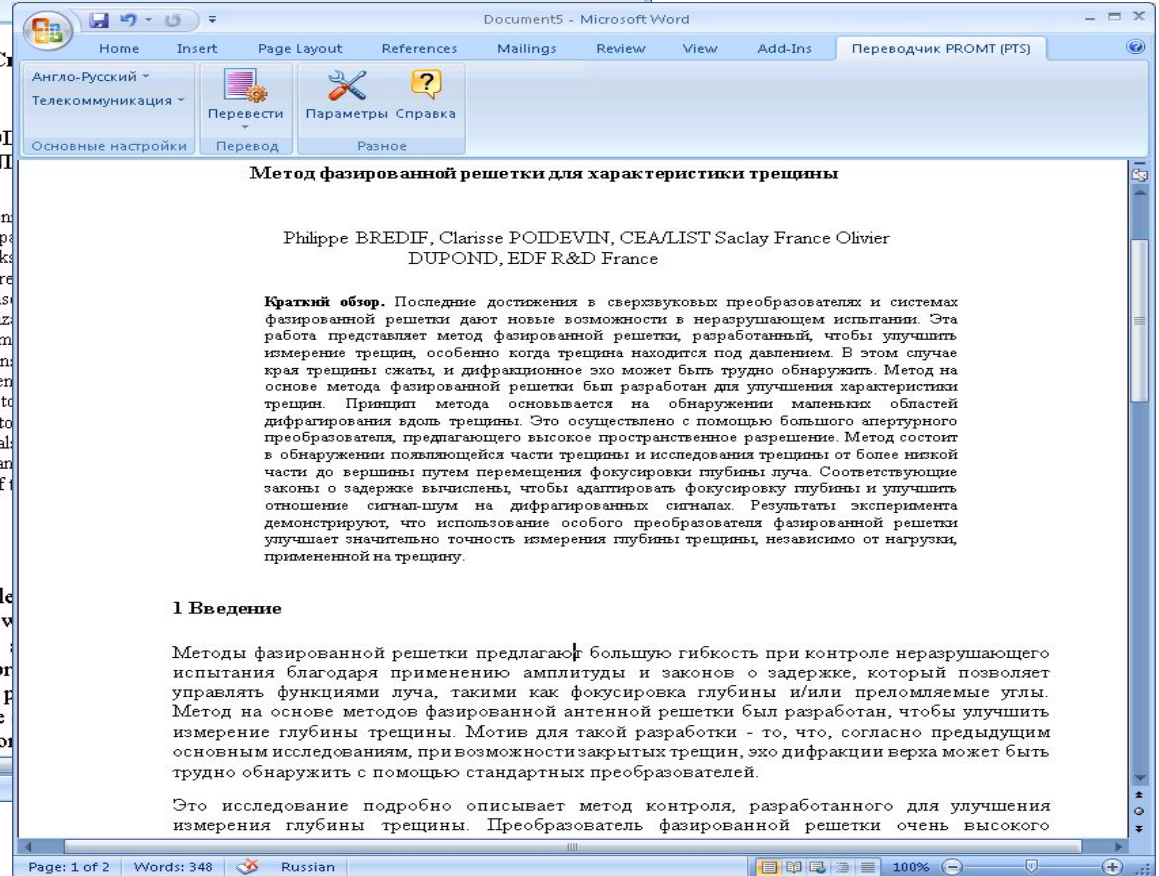 Document5 - Microsoft Word
Home Insert Page Layout References Mailings Review View Add-Ins Переводчик PROMT (PTS)
Англо-Русский
Телекоммуникация
Перевести
Параметры Справка
Основные настройки Перевод Разное
Метод фазированной решетки для характеристики трещины
Philippe BREDIF, Clarisse POIDEVIN, CEA/LIST Saclay France Olivier
DUPOND, EDF R&D France
Краткий обзор. Последние достижения в сверхзвуковых преобразователях и системах
фазированной решетки дают новые возможности в неразрушающем испытании. Эта
работа представляет метод фазированной решетки, разработанный, чтобы улучшить
измерение трещин, особенно когда трещина находится под давлением. В этом случае
края трещины сжаты, и дифракционное эхо может быть трудно обнаружить. Метод на
основе метода фазированной решетки был разработан для улучшения характеристики
трещин. Принцип метода основывается на обнаружении маленьких областей
дифрагирования вдоль трещины. Это осуществлено с помощью большого апертурного
преобразователя, предлагающего высокое пространственное разрешение. Метод состоит
в обнаружении появляющейся части трещины и исследования трещины от более низкой
части до вершины путем перемещения фокусировки глубины луча. Соответствующие
законы о задержке вычислены, чтобы адаптировать фокусировку глубины и улучшить
отношение сигнал-шум на дифрагированных сигналах. Результаты эксперимента
демонстрируют, что использование особого преобразователя фазированной решетки
улучшает значительно точность измерения глубины трещины, независимо от нагрузки,
примененной на трещину.
1 Введение
Методы фазированной решетки предлагают большую гибкость при контроле неразрушающего
испытания благодаря применению амплитуды и законов о задержке, который позволяет
управлять функциями луча, такими как фокусировка глубины и/или преломляемые углы.
Метод на основе методов фазированной антенной решетки был разработан, чтобы улучшить
измерение глубины трещины. Мотив для такой разработки - то, что, согласно предыдущим
основным исследованиям, при возможности закрытых трещин, эхо дифракции верха может быть
трудно обнаружить с помощью стандартных преобразователей.
Это исследование подробно описывает метод контроля, разработанного для улучшения
измерения глубины трещины. Преобразователь фазированной решетки очень высокого
Page: 1 of 2 Words: 348 Russian 100%